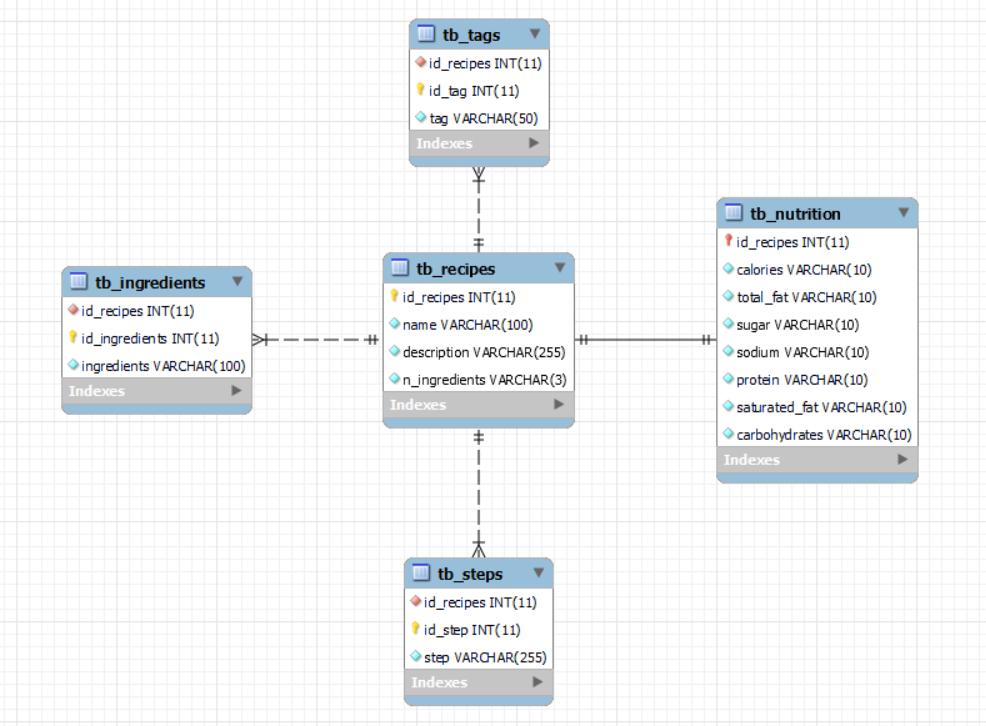 tb_tags
id_recipes INT(11)
id_tag INT(11)
tag VARCHAR(50)
Indexes
tb_nutrition
id_recipes INT(11)
calories VARCHAR(10)
total_fat VARCHAR(10)
sugar VARCHAR(10)
sodium VARCHAR(10)
protein VARCHAR(10)
saturated_fat VARCHAR(10)
carbohydrates VARCHAR(10)
Indexes
tb_recipes
id_recipes INT(11)
name VARCHAR(100)
description VARCHAR(255)
n_ingredients VARCHAR(3)
Indexes
tb_ingredients
id_recipes INT(11)
id_ingredients INT(11)
ingredients VARCHAR(100)
Indexes
tb_steps
id_recipes INT(11)
id_step INT(11)
step VARCHAR(255)
Indexes